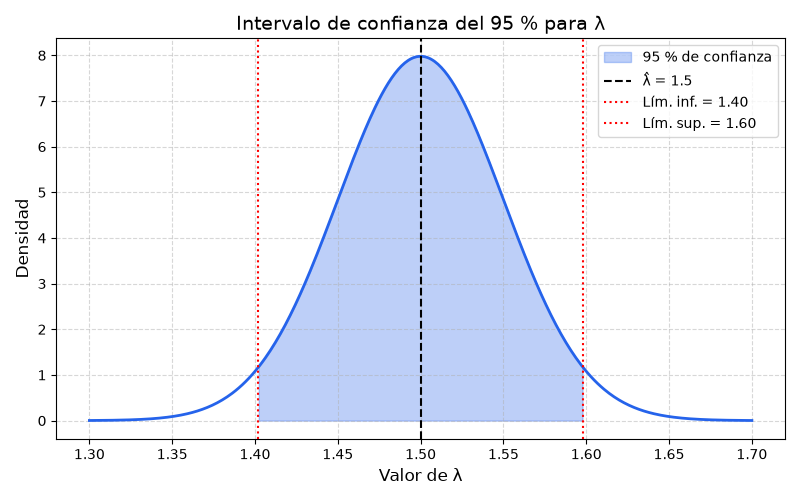 Intervalo de confianza del 95 % para λ
95 % de confianza
λ̂ = 1.5
Lím. inf. = 1.40
Lím. sup. = 1.60
Densidad
8
7
6
5
4
3
2
1
0
1.30 1.35 1.40 1.45 1.50 1.55 1.60 1.65 1.70
Valor de λ